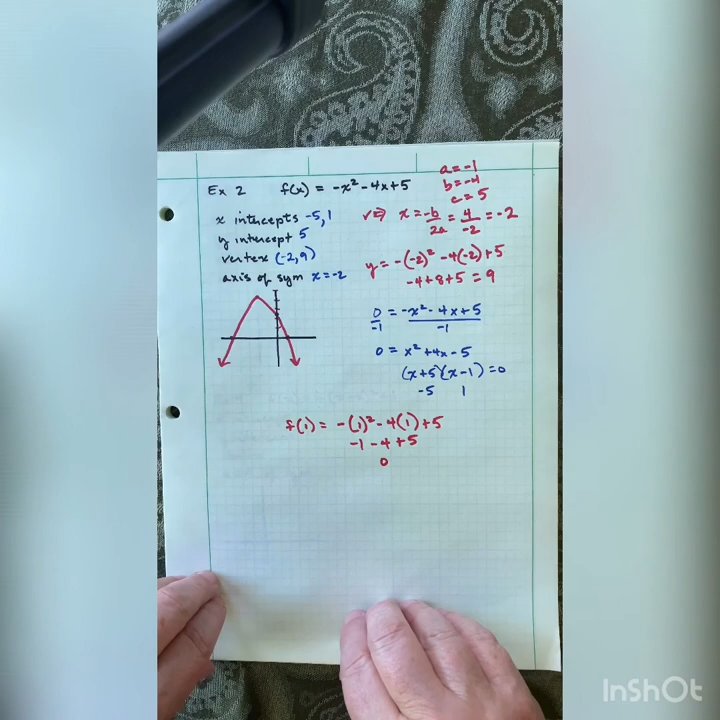 Ex 2 f(x) = -x² - 4x + 5
a = -1
b = -4
c = 5
x intercepts -5, 1
y intercept 5
vertex (-2, 9)
axis of sym x = -2
v => x = -b/2a = 4/-2 = -2
y = -(-2)² - 4(-2) + 5
-4 + 8 + 5 = 9
0/-1 = -x² - 4x + 5/-1
0 = x² + 4x - 5
(x + 5)(x - 1) = 0
-5 1
f(1) = -(1)² - 4(1) + 5
-1 - 4 + 5
0
InShOt